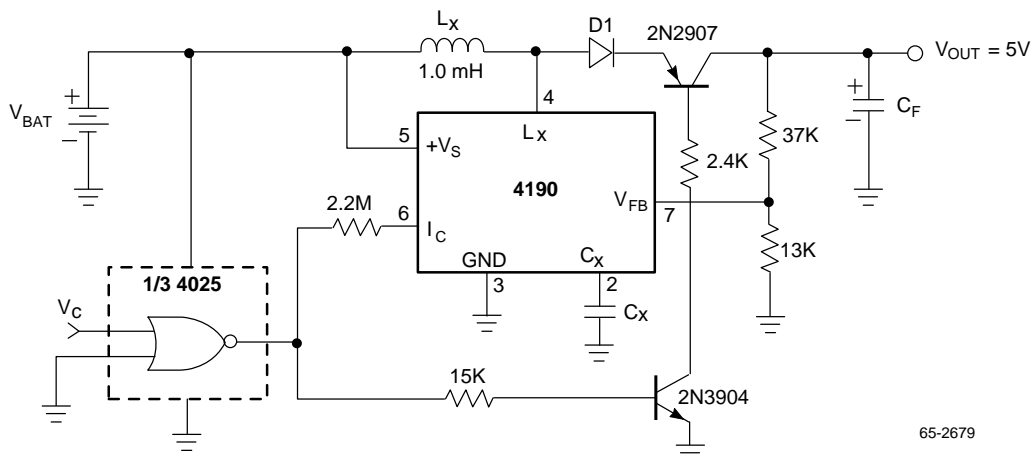 Lx
1.0 mH
D1
2N2907
VOUT = 5V
+
–
VBAT
4
Lx
5
+VS
4190
2.4K
37K
+
–
CF
2.2M
6
IC
VFB
7
13K
GND
3
Cx
2
Cx
1/3 4025
VC
15K
2N3904
65-2679